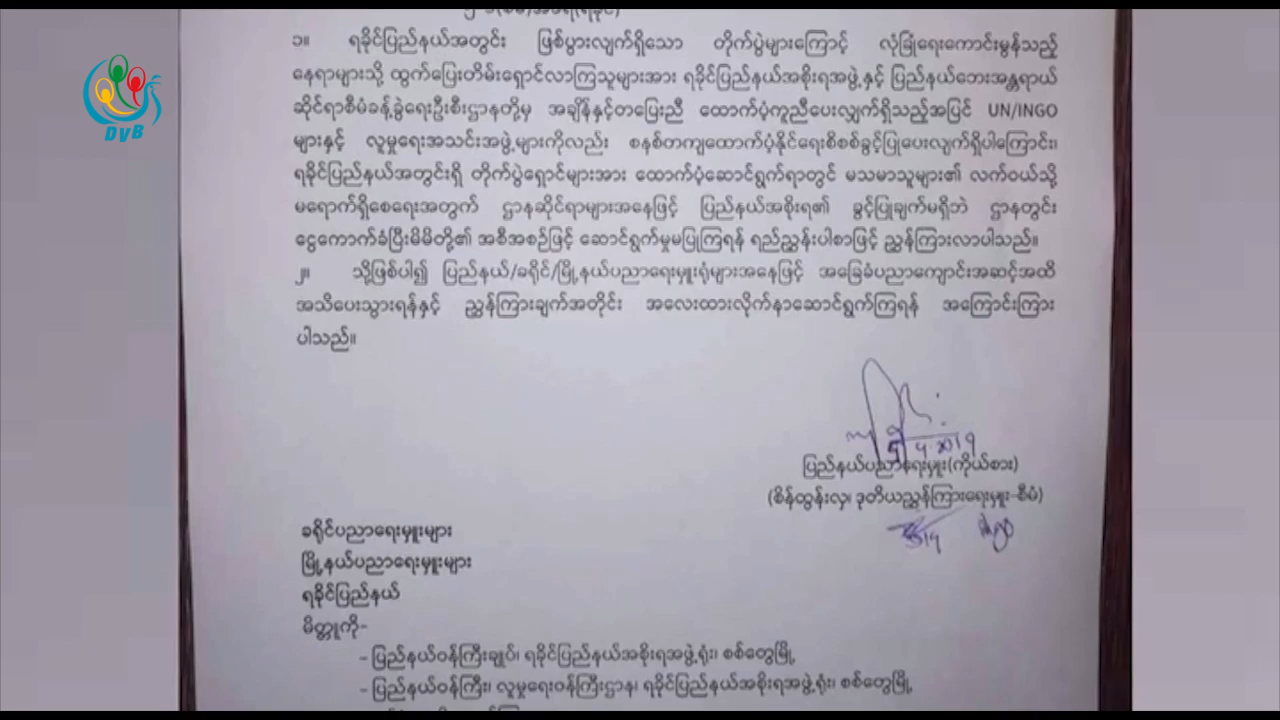 ၁။ ရခိုင်ပြည်နယ်အတွင်း ဖြစ်ပွားလျက်ရှိသော တိုက်ပွဲများကြောင့် လုံခြုံရေးကောင်းမွန်သည့်
နေရာများသို့ ထွက်ပြေးတိမ်းရှောင်လာကြသူများအား ရခိုင်ပြည်နယ်အစိုးရအဖွဲ့နှင့် ပြည်နယ်ဘေးအန္တရာယ်
ဆိုင်ရာစီမံခန့်ခွဲရေးဦးစီးဌာနတို့မှ အချိန်နှင့်တပြေးညီ ထောက်ပံ့ကူညီပေးလျှက်ရှိသည့်အပြင် UN/INGO
များနှင့် လူမှုရေးအသင်းအဖွဲ့များကိုလည်း စနစ်တကျထောက်ပံ့နိုင်ရေးစိစစ်ခွင့်ပြုပေးလျက်ရှိပါကြောင်း၊
ရခိုင်ပြည်နယ်အတွင်းရှိ တိုက်ပွဲရှောင်များအား ထောက်ပံ့ဆောင်ရွက်ရာတွင် မသမာသူများ၏ လက်ဝယ်သို့
မရောက်ရှိစေရေးအတွက် ဌာနဆိုင်ရာများအနေဖြင့် ပြည်နယ်အစိုးရ၏ ခွင့်ပြုချက်မရှိဘဲ ဌာနတွင်း
ငွေကောက်ခံပြီးမိမိတို့၏ အစီအစဉ်ဖြင့် ဆောင်ရွက်မှုမပြုကြရန် ရည်ညွှန်းပါစာဖြင့် ညွှန်ကြားလာပါသည်။
၂။ သို့ဖြစ်ပါ၍ ပြည်နယ်/ခရိုင်/မြို့နယ်ပညာရေးမှူးရုံးများအနေဖြင့် အခြေခံပညာကျောင်းအဆင့်အထိ
အသိပေးသွားရန်နှင့် ညွှန်ကြားချက်အတိုင်း အလေးထားလိုက်နာဆောင်ရွက်ကြရန် အကြောင်းကြား
ပါသည်။
ပြည်နယ်ပညာရေးမှူး(ကိုယ်စား)
(စိန်ထွန်းလှ၊ ဒုတိယညွှန်ကြားရေးမှူး-စီမံ)
ခရိုင်ပညာရေးမှူးများ
မြို့နယ်ပညာရေးမှူးများ
ရခိုင်ပြည်နယ်
မိတ္တူကို-
- ပြည်နယ်ဝန်ကြီးချုပ်၊ ရခိုင်ပြည်နယ်အစိုးရအဖွဲ့ရုံး၊ စစ်တွေမြို့
- ပြည်နယ်ဝန်ကြီး၊ လူမှုရေးဝန်ကြီးဌာန၊ ရခိုင်ပြည်နယ်အစိုးရအဖွဲ့ရုံး၊ စစ်တွေမြို့
DVB